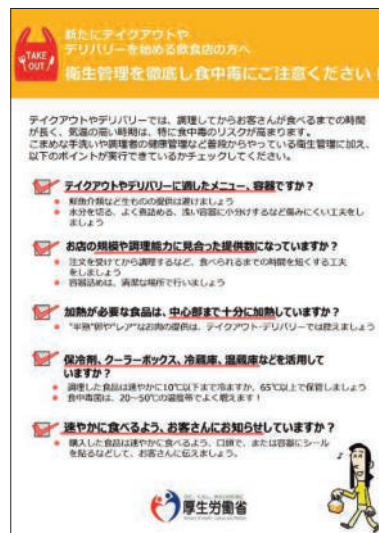 TAKE
OUT
新たにテイクアウトや
デリバリーを始める飲食店の方へ
衛生管理を徹底し食中毒にご注意ください!
テイクアウトやデリバリーでは、調理してからお客さんが食べるまでの時間
が長く、気温の高い時期は、特に食中毒のリスクが高まります。
こまめな手洗いや調理者の健康管理など普段からやっている衛生管理に加え、
以下のポイントが実行できているかチェックしてください。
テイクアウトやデリバリーに適したメニュー、容器ですか?
鮮魚介類など生ものの提供は避けましょう
水分を切る、よく煮詰める、浅い容器に小分けするなど傷みにくい工夫をし
ましょう
お店の規模や調理能力に見合った提供数になっていますか?
注文を受けてから調理するなど、食べられるまでの時間を短くする工夫
をしましょう
容器詰めは、清潔な場所で行いましょう
加熱が必要な食品は、中心部まで十分に加熱していますか?
"半熟"卵や"レア"なお肉の提供は、テイクアウト・デリバリーでは控えましょう
保冷剤、クーラーボックス、冷蔵庫、温蔵庫などを活用して
いますか?
調理した食品は速やかに10℃以下まで冷ますか、65℃以上で保管しましょう
食中毒菌は、20~50℃の温度帯でよく増えます!
速やかに食べるよう、お客さんにお知らせしていますか?
購入した食品は速やかに食べるよう、口頭で、または容器にシール
を貼るなどして、お客さんに伝えましょう。
厚生労働省